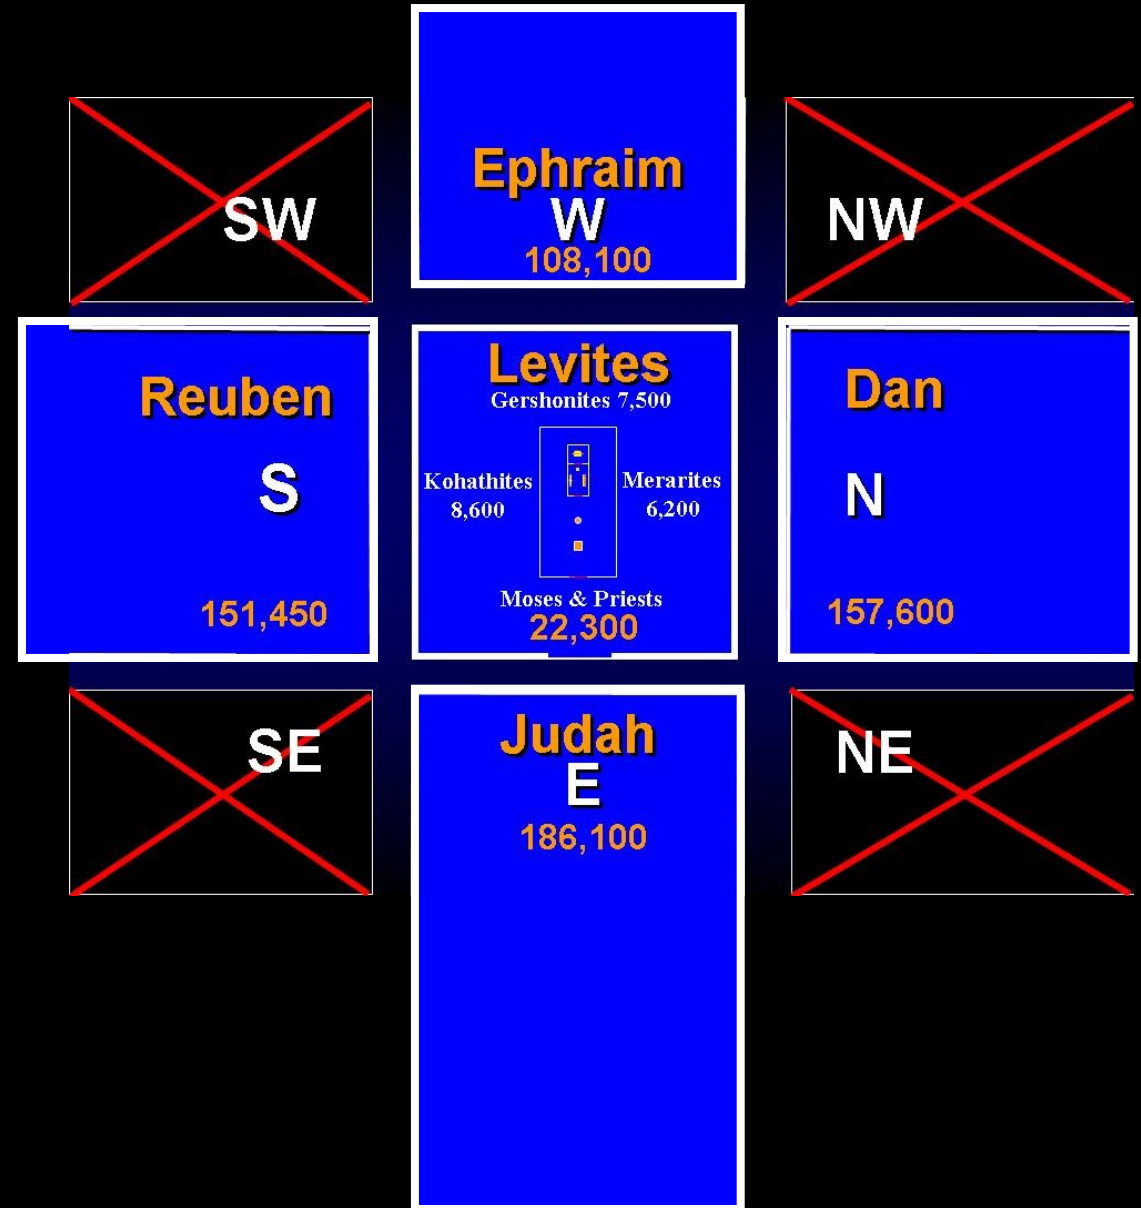 Ephraim
W
108,100
SW
NW
Reuben
S
151,450
Levites
Gershonites 7,500
Kohathites
8,600
Merarites
6,200
Moses & Priests
22,300
Dan
N
157,600
SE
Judah
E
186,100
NE